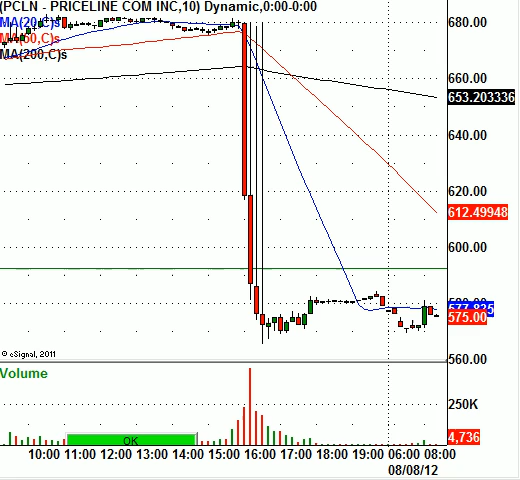 (PCLN - PRICELINE COM INC,10) Dynamic,0:00-0:00
MA(20,C)s
MA(50,C)s
MA(200,C)s
680.00
660.00
653.203336
640.00
620.00
612.49948
600.00
580.00
577.825
575.00
560.00
© eSignal, 2011
Volume
250K
4,736
OK
10:00 11:00 12:00 13:00 14:00 15:00 16:00 17:00 18:00 19:00 06:00 08:00
08/08/12